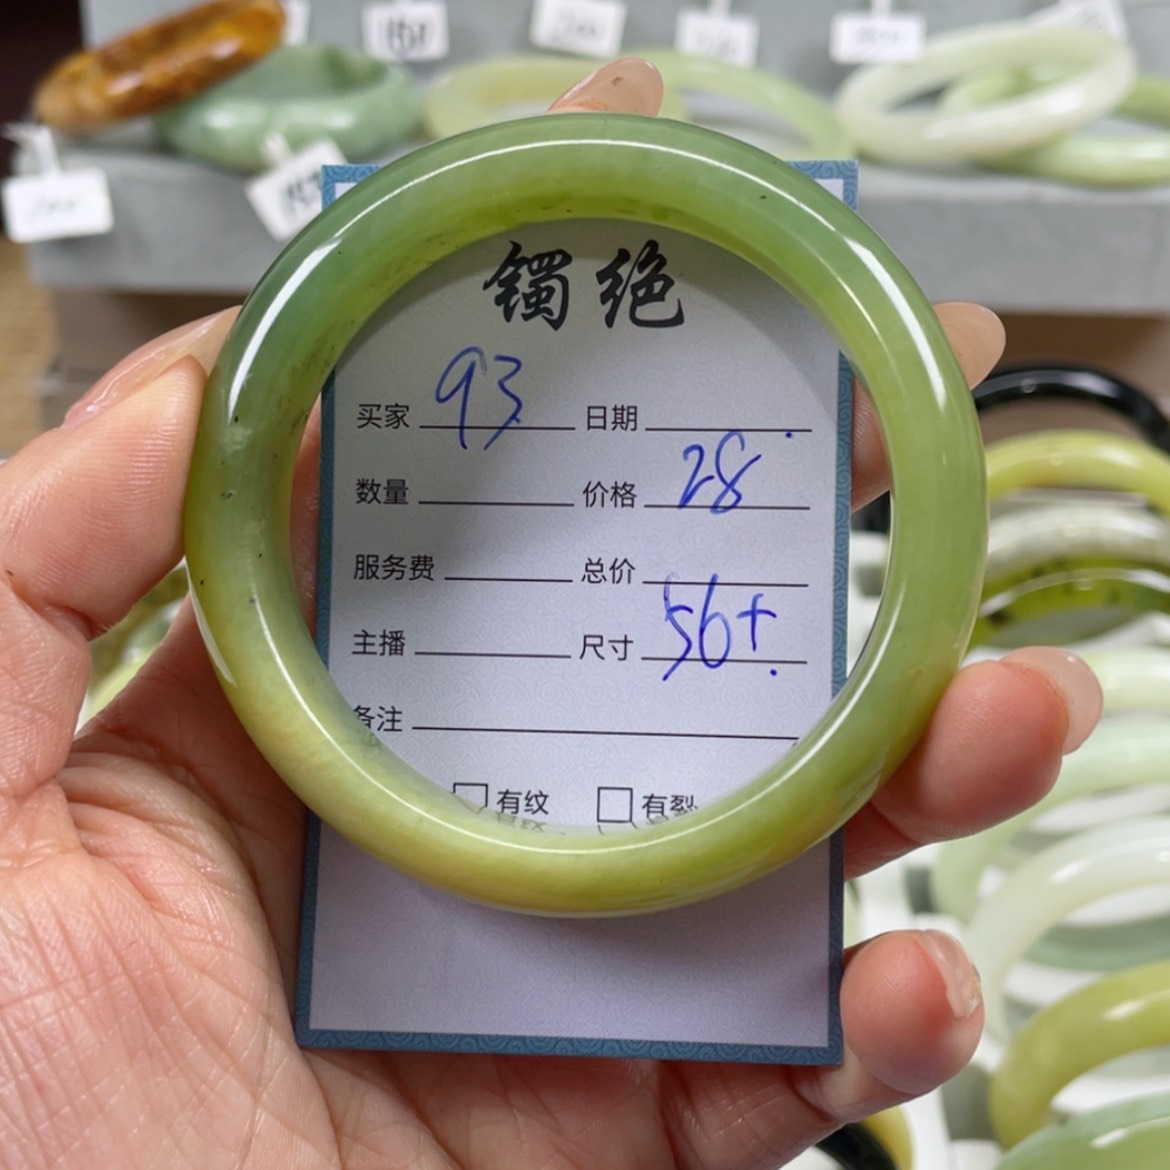 镯绝
买家 93 日期
数量 价格 28
服务费 总价
主播 尺寸 56+
备注
□ 有纹 □ 有裂